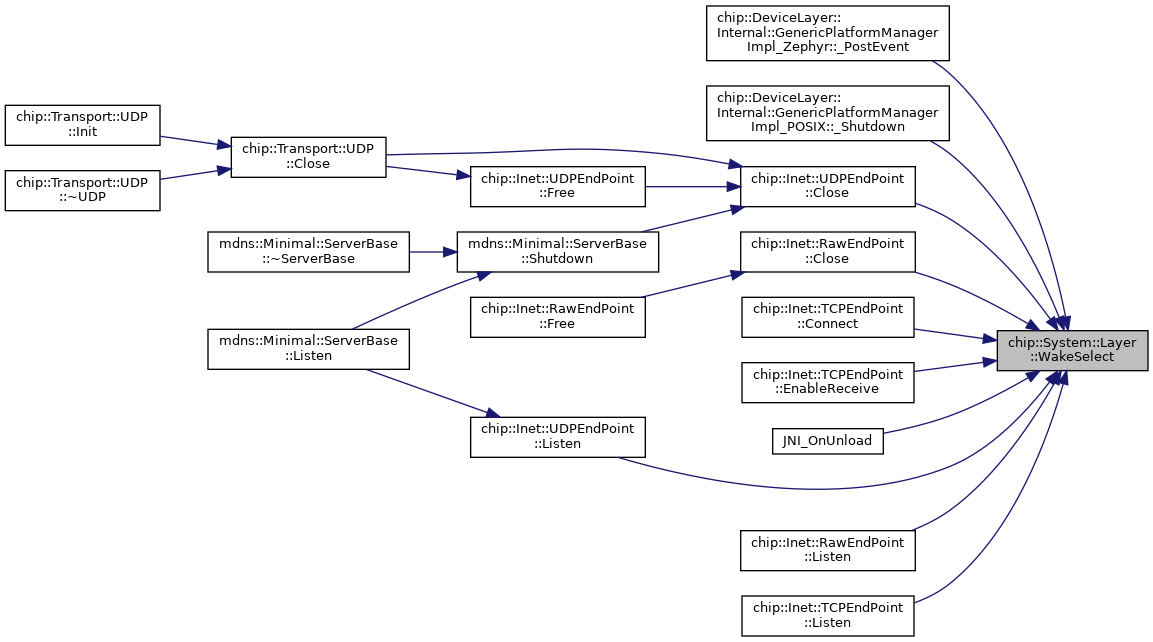 chip::DeviceLayer::
Internal::GenericPlatformManager
Impl_Zephyr::_PostEvent
chip::DeviceLayer::
Internal::GenericPlatformManager
Impl_POSIX::_Shutdown
chip::Transport::UDP
::Init
chip::Transport::UDP
::Close
chip::Transport::UDP
::~UDP
chip::Inet::UDPEndPoint
::Free
chip::Inet::UDPEndPoint
::Close
mdns::Minimal::ServerBase
::~ServerBase
mdns::Minimal::ServerBase
::Shutdown
chip::Inet::RawEndPoint
::Close
chip::Inet::RawEndPoint
::Free
chip::Inet::TCPEndPoint
::Connect
mdns::Minimal::ServerBase
::Listen
chip::System::Layer
::WakeSelect
chip::Inet::TCPEndPoint
::EnableReceive
chip::Inet::UDPEndPoint
::Listen
JNI_OnUnload
chip::Inet::RawEndPoint
::Listen
chip::Inet::TCPEndPoint
::Listen